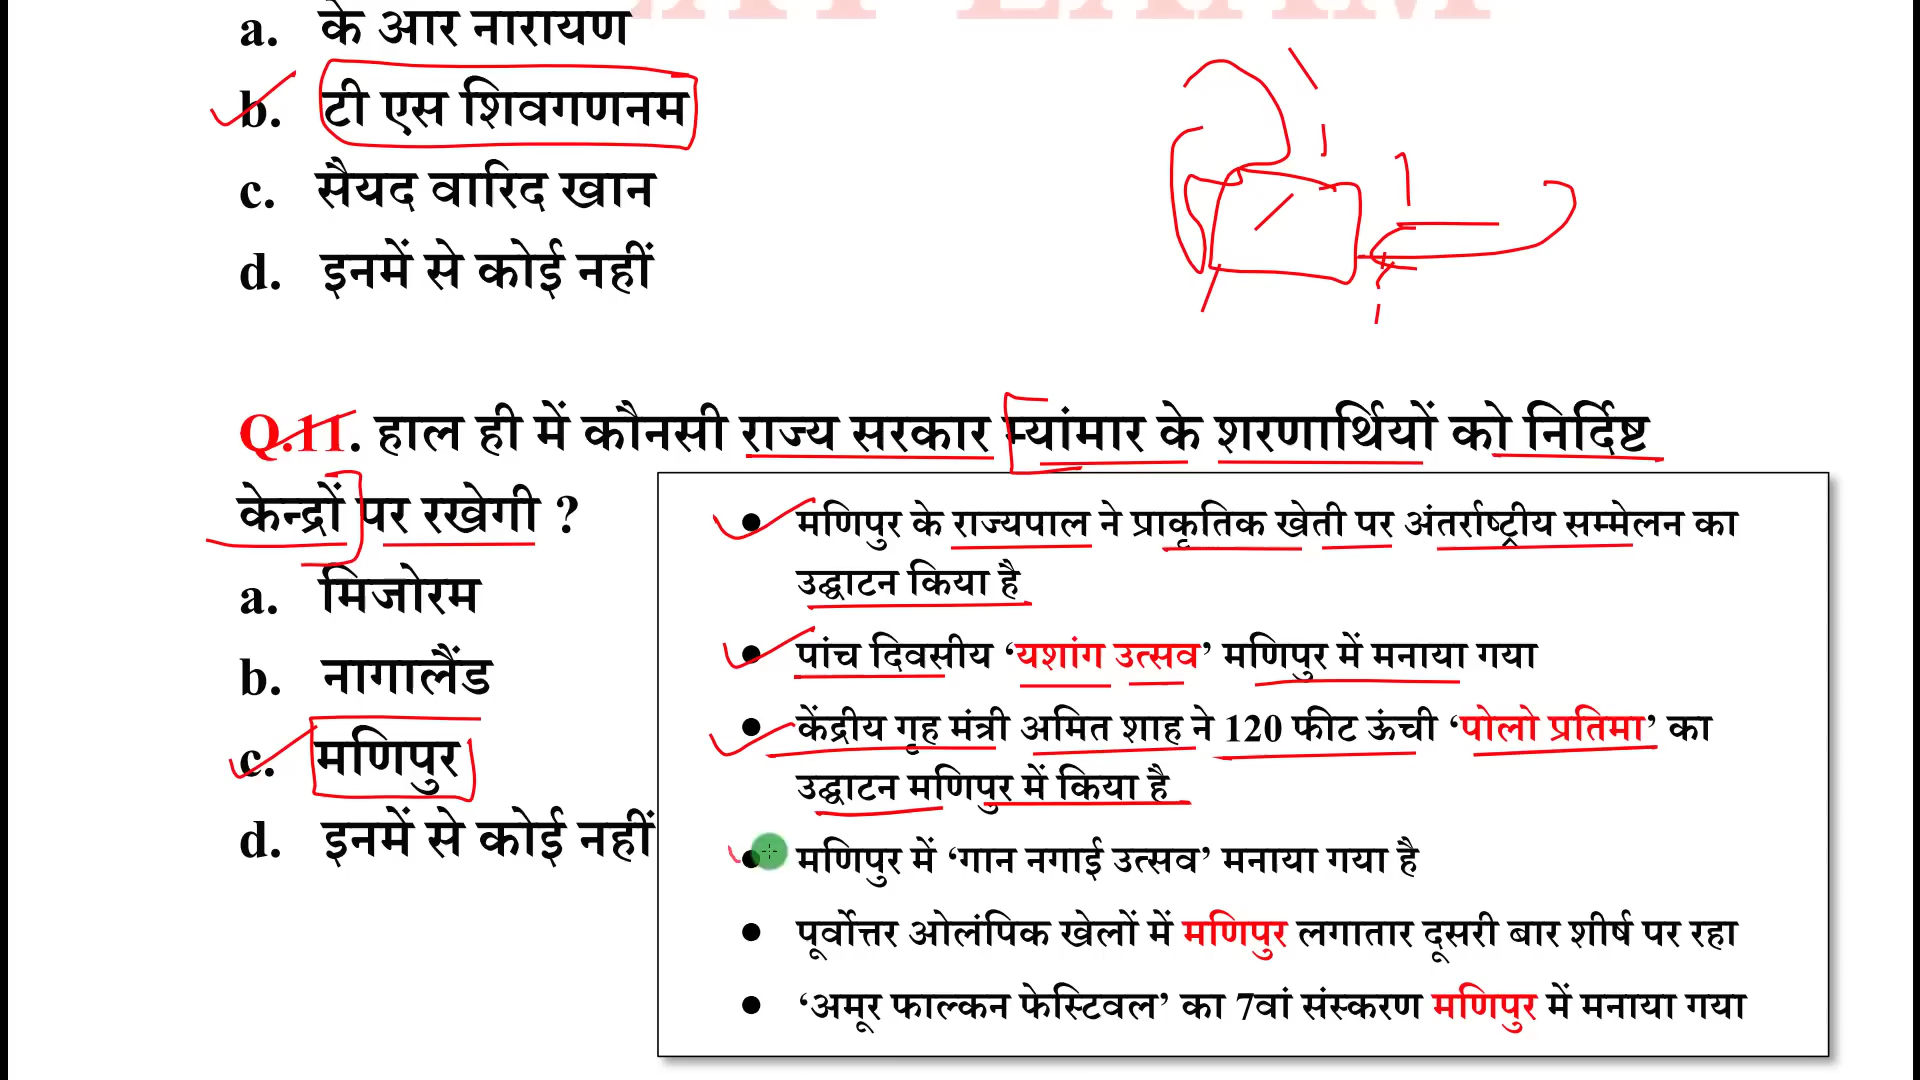 a. के आर नारायण
b. टी एस शिवगणनम
c. सैयद वारिद खान
d. इनमें से कोई नहीं
Q.11. हाल ही में कौनसी राज्य सरकार म्यांमार के शरणार्थियों को निर्दिष्ट
केन्द्रों पर रखेगी ?
a. मिजोरम
b. नागालैंड
c. मणिपुर
d. इनमें से कोई नहीं
• मणिपुर के राज्यपाल ने प्राकृतिक खेती पर अंतर्राष्ट्रीय सम्मेलन का
उद्घाटन किया है
• पांच दिवसीय ‘यशांग उत्सव’ मणिपुर में मनाया गया
• केंद्रीय गृह मंत्री अमित शाह ने 120 फीट ऊंची ‘पोलो प्रतिमा’ का
उद्घाटन मणिपुर में किया है
• मणिपुर में ‘गान नगाई उत्सव’ मनाया गया है
• पूर्वोत्तर ओलंपिक खेलों में मणिपुर लगातार दूसरी बार शीर्ष पर रहा
• ‘अमूर फाल्कन फेस्टिवल’ का 7वां संस्करण मणिपुर में मनाया गया